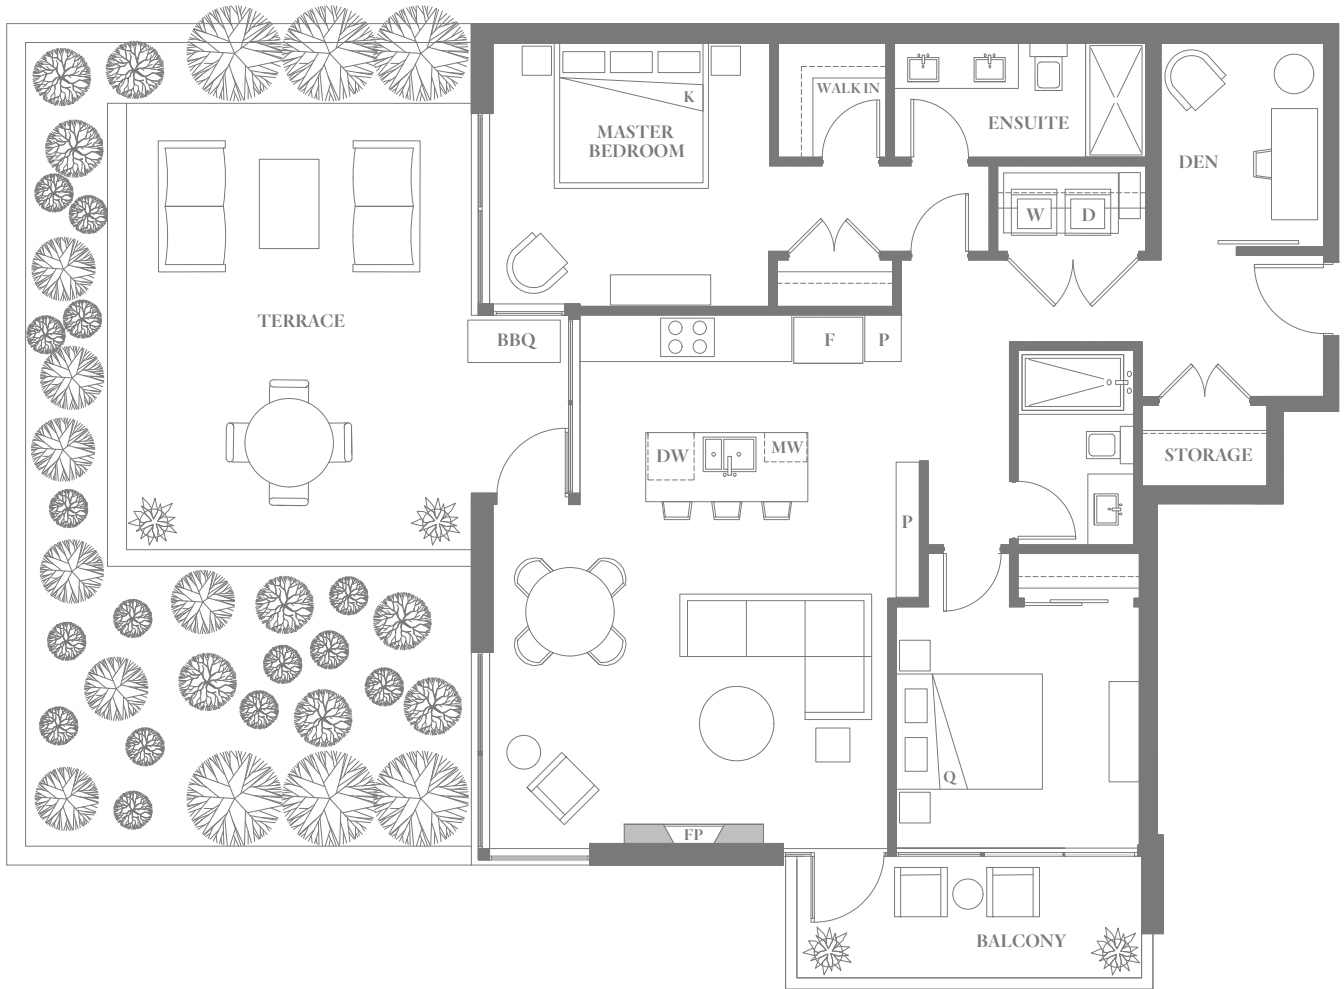 WALK IN
K
MASTER
BEDROOM
ENSUITE
DEN
W
D
TERRACE
BBQ
F
P
DW
MW
STORAGE
P
Q
FP
BALCONY